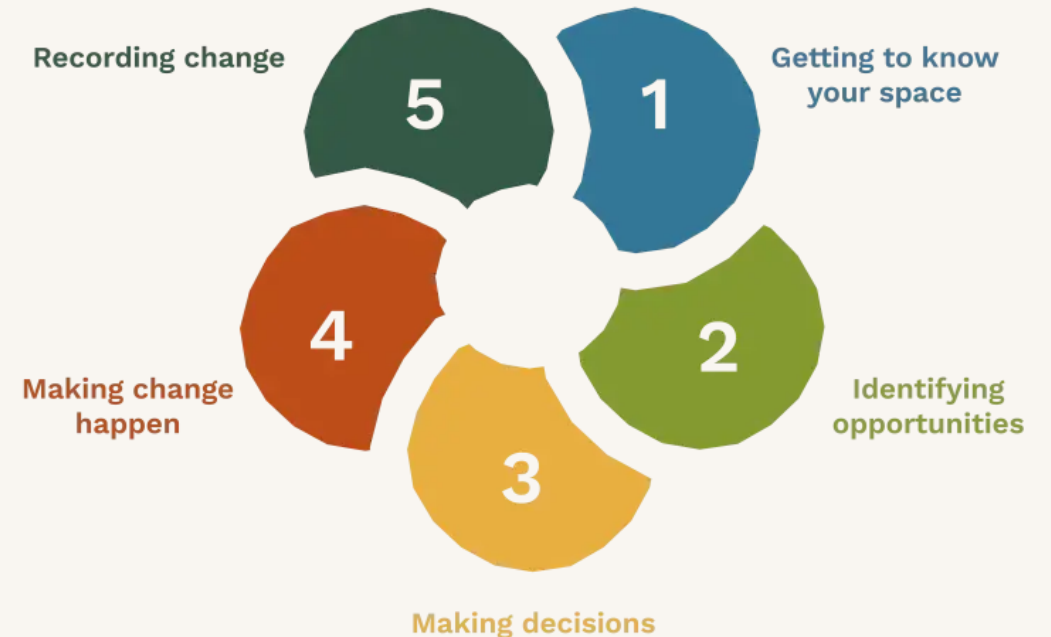 1
Getting to know
your space
2
Identifying
opportunities
3
Making decisions
4
Making change
happen
5
Recording change